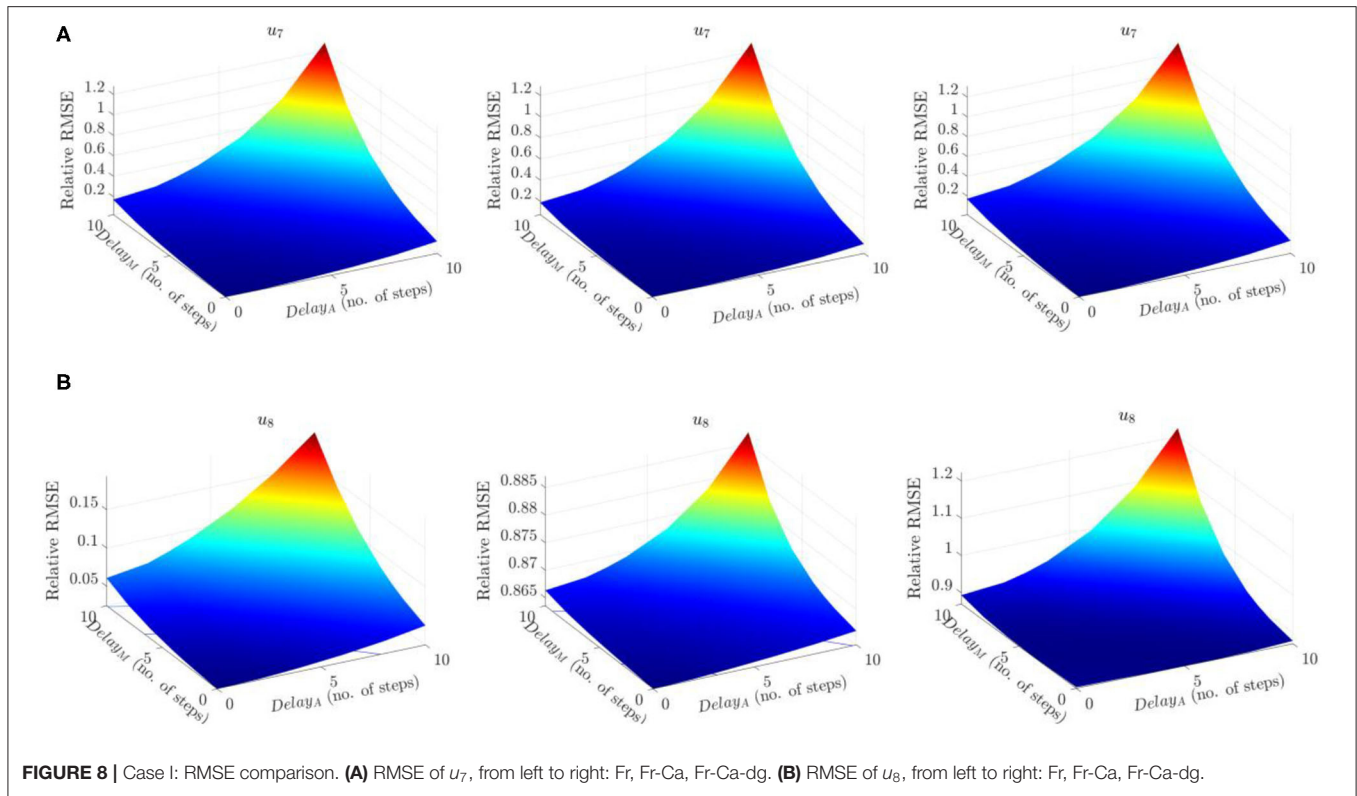 A
u7 u7 u7
Relative RMSE Relative RMSE Relative RMSE
1.2 1.2 1.2
1 1 1
0.8 0.8 0.8
0.6 0.6 0.6
0.4 0.4 0.4
0.2 0.2 0.2
10 10 10
5 5 5
0 0 0
DelayM (no. of steps) DelayM (no. of steps) DelayM (no. of steps)
0 5 10 0 5 10 0 5 10
DelayA (no. of steps) DelayA (no. of steps) DelayA (no. of steps)
B
u8 u8 u8
Relative RMSE Relative RMSE Relative RMSE
0.15 0.885 1.2
0.1 0.88 1.1
0.05 0.875 1
0.87 0.9
0.865
10 10 10
5 5 5
0 0 0
DelayM (no. of steps) DelayM (no. of steps) DelayM (no. of steps)
0 5 10 0 5 10 0 5 10
DelayA (no. of steps) DelayA (no. of steps) DelayA (no. of steps)
FIGURE 8 | Case I: RMSE comparison. (A) RMSE of u7, from left to right: Fr, Fr-Ca, Fr-Ca-dg. (B) RMSE of u8, from left to right: Fr, Fr-Ca, Fr-Ca-dg.